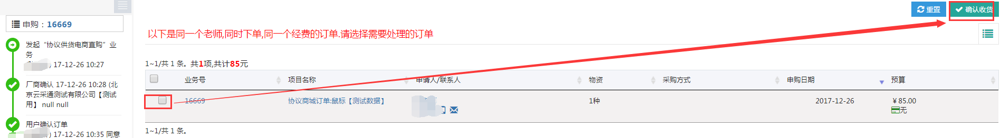 重置
确认收货
申购：16669
以下是同一个老师,同时下单,同一个经费的订单.请选择需要处理的订单
发起“协议供货电商直购”业
务
) 17-12-26 10:27
厂商确认 17-12-26 10:28 (北
京云采通测试有限公司【测试
用】 null null
用户确认订单
) 17-12-26 10:35 同意
1~1/共 1 条。共1项,共计85元
业务号 项目名称 申请人/联系人 物资 采购方式 申购日期 预算
16669 协议商城订单:鼠标【测试数据】 1种 2017-12-26 ￥85.00
无
1~1/共 1 条。